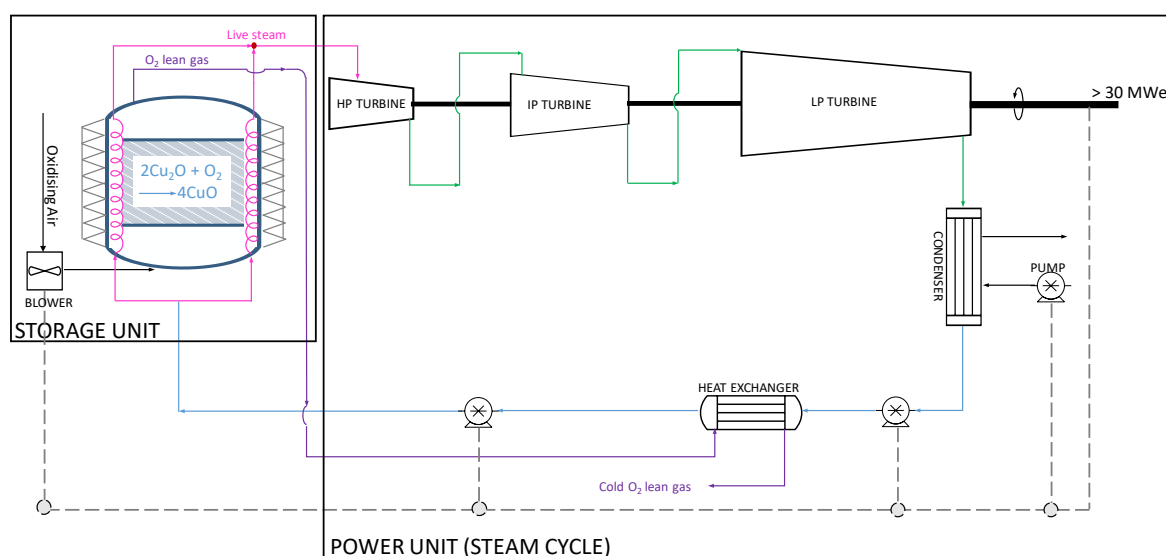 Live steam
O₂ lean gas
HP TURBINE
IP TURBINE
LP TURBINE
> 30 MWe
Oxidising Air
2Cu₂O + O₂
4CuO
BLOWER
STORAGE UNIT
CONDENSER
PUMP
HEAT EXCHANGER
Cold O₂ lean gas
POWER UNIT (STEAM CYCLE)